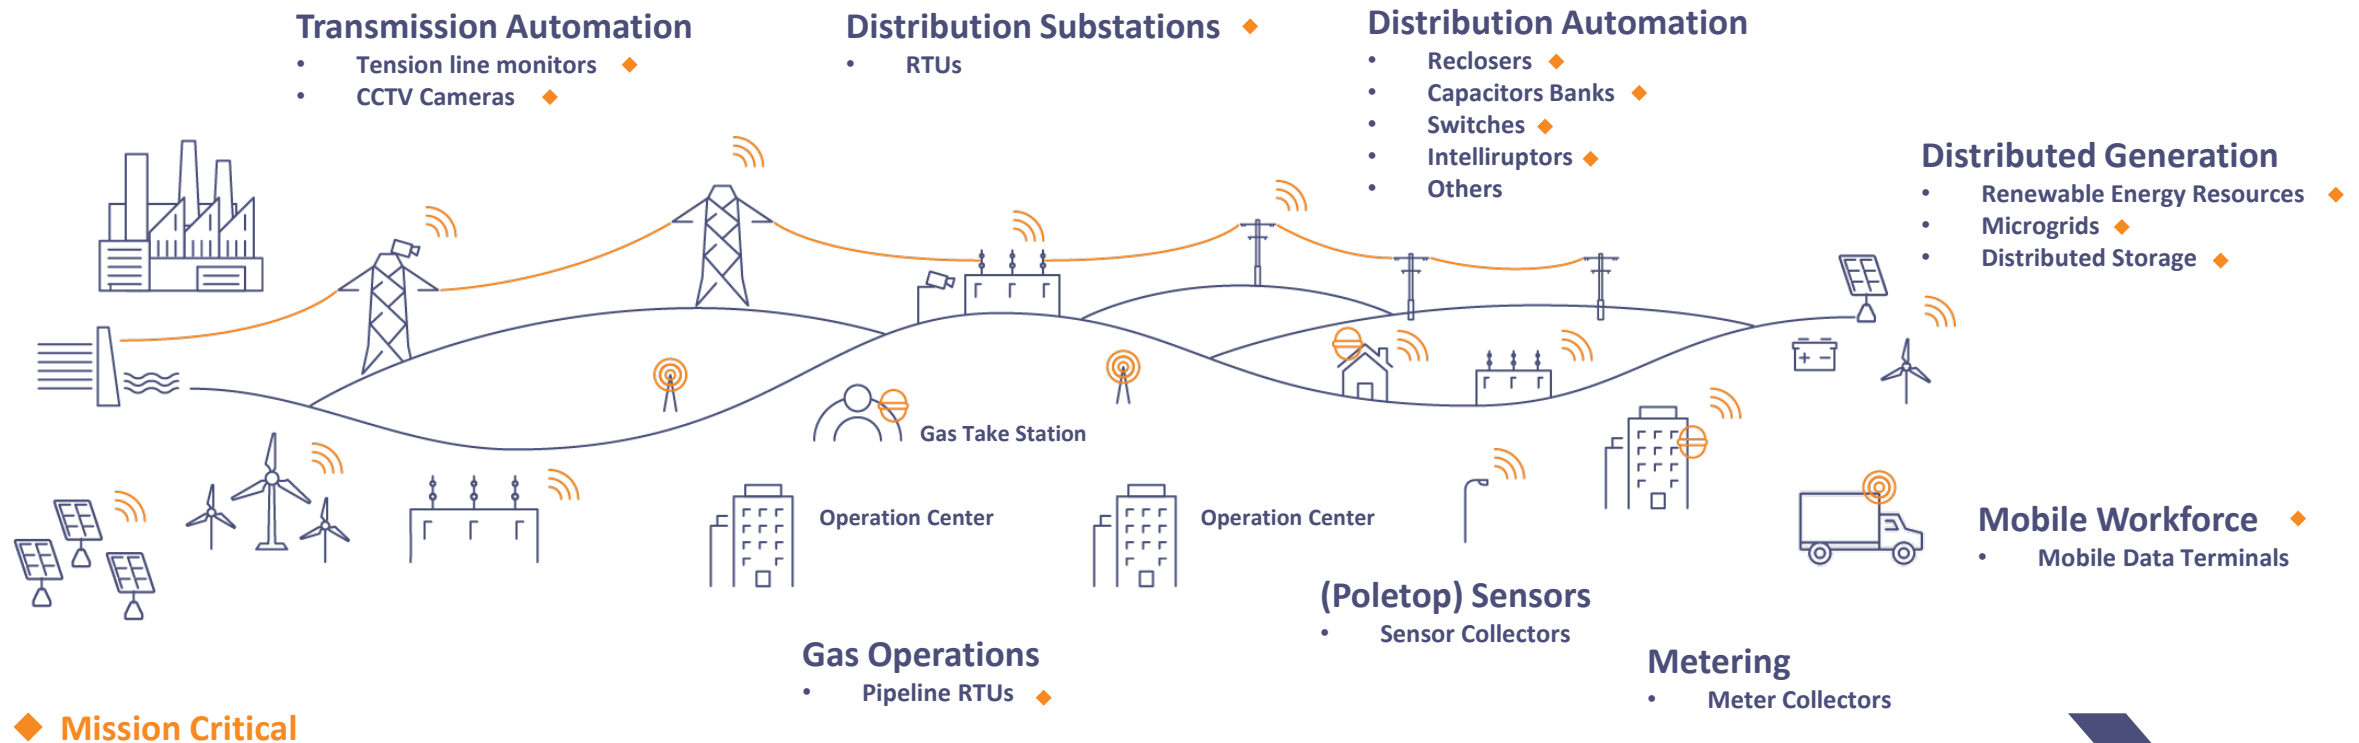 Transmission Automation
• Tension line monitors
• CCTV Cameras
Distribution Substations
• RTUs
Distribution Automation
• Reclosers
• Capacitors Banks
• Switches
• Intelliruptors
• Others
Distributed Generation
• Renewable Energy Resources
• Microgrids
• Distributed Storage
Gas Take Station
Operation Center
Operation Center
Mobile Workforce
• Mobile Data Terminals
(Poletop) Sensors
• Sensor Collectors
Gas Operations
• Pipeline RTUs
Metering
• Meter Collectors
Mission Critical